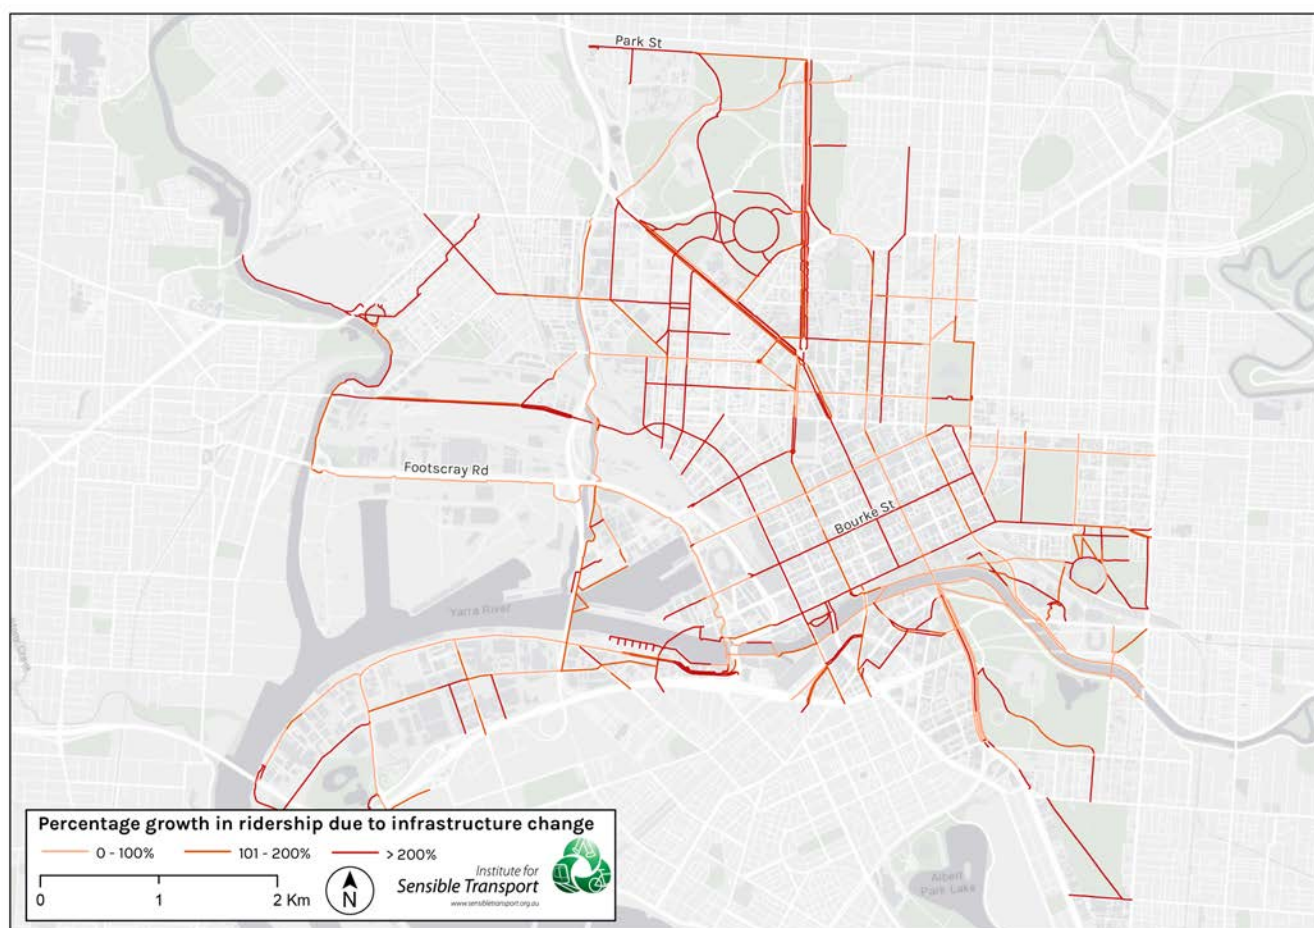 Park St
Footscray Rd
Bourke St
Yarra River
Albert
Park Lake
Percentage growth in ridership due to infrastructure change
0 - 100%
101 - 200%
> 200%
0
1
2 Km
N
Institute for
Sensible Transport
www.sensibletransport.org.au